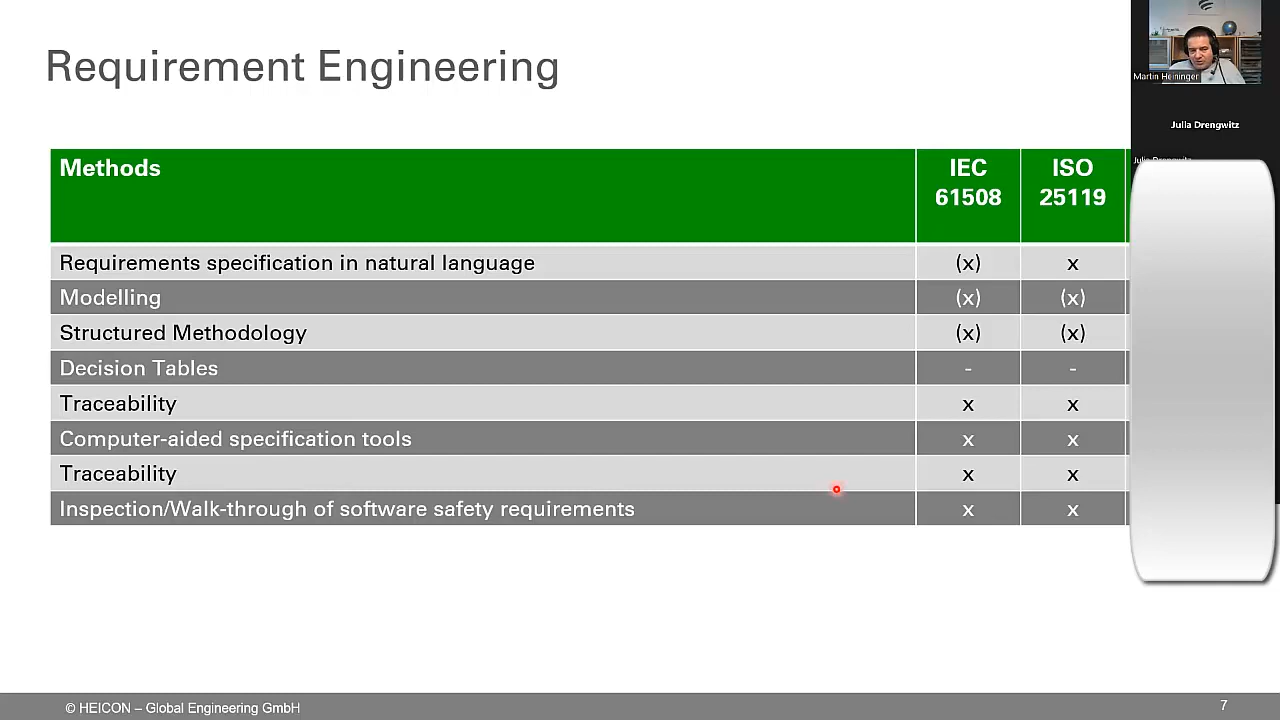 Requirement Engineering
Martin Heininger
Julia Drengwitz
Methods IEC 61508 ISO 25119
Requirements specification in natural language (x) x
Modelling (x) (x)
Structured Methodology (x) (x)
Decision Tables - -
Traceability x x
Computer-aided specification tools x x
Traceability x x
Inspection/Walk-through of software safety requirements x x
© HEICON – Global Engineering GmbH 7